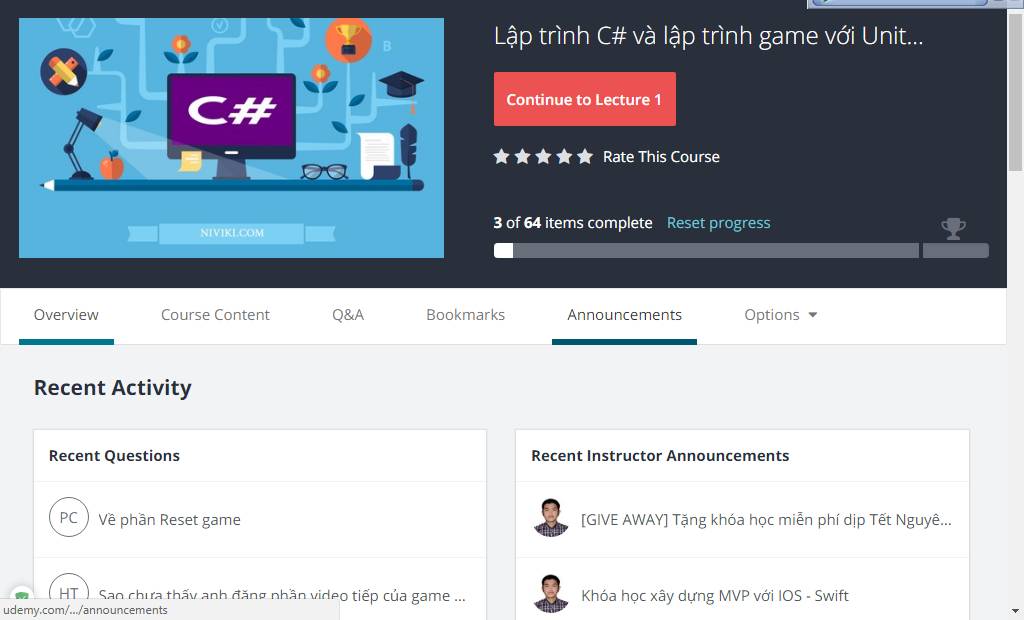 Lập trình C# và lập trình game với Unit...
C#
B
NIVIKI.COM
Continue to Lecture 1
Rate This Course
3 of 64 items complete Reset progress
Overview Course Content Q&A Bookmarks Announcements Options
Recent Activity
Recent Questions
PC Về phần Reset game
HT Sao chưa thấy anh đăng phần video tiếp của game ...
Recent Instructor Announcements
[GIVE AWAY] Tặng khóa học miễn phí dịp Tết Nguyê...
Khóa học xây dựng MVP với IOS - Swift
udemy.com/.../announcements